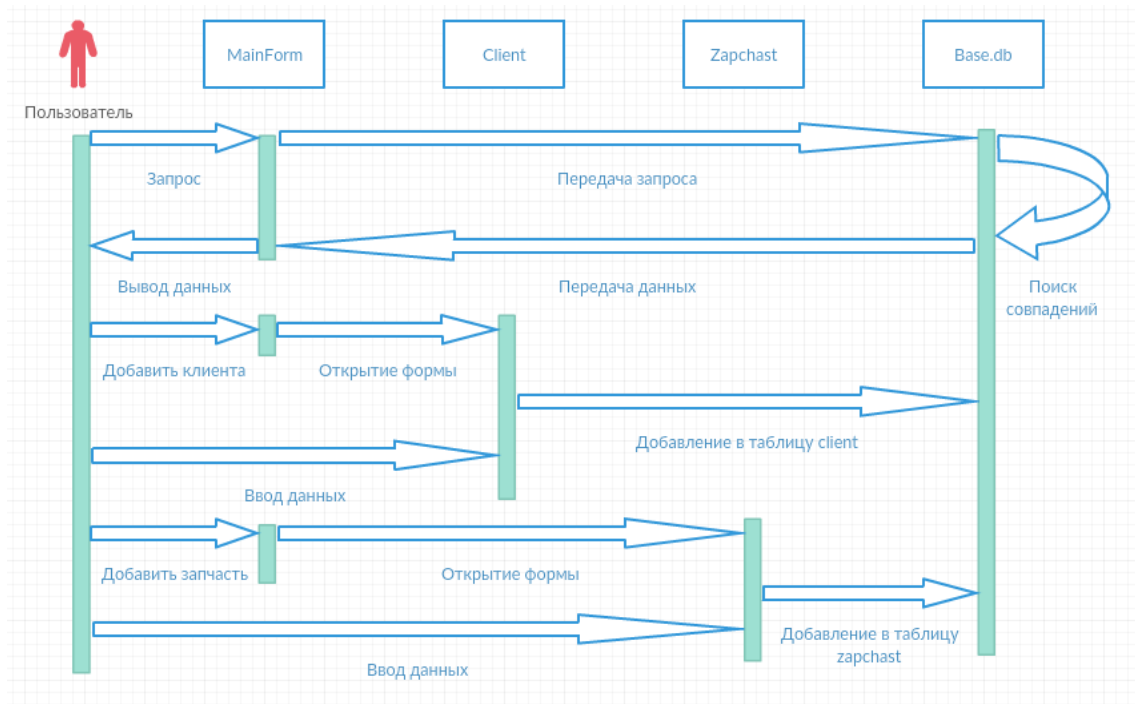 MainForm
Client
Zapchast
Base.db
Пользователь
Запрос
Передача запроса
Вывод данных
Передача данных
Поиск
совпадений
Добавить клиента
Открытие формы
Добавление в таблицу client
Ввод данных
Добавить запчасть
Открытие формы
Добавление в таблицу
zapchast
Ввод данных